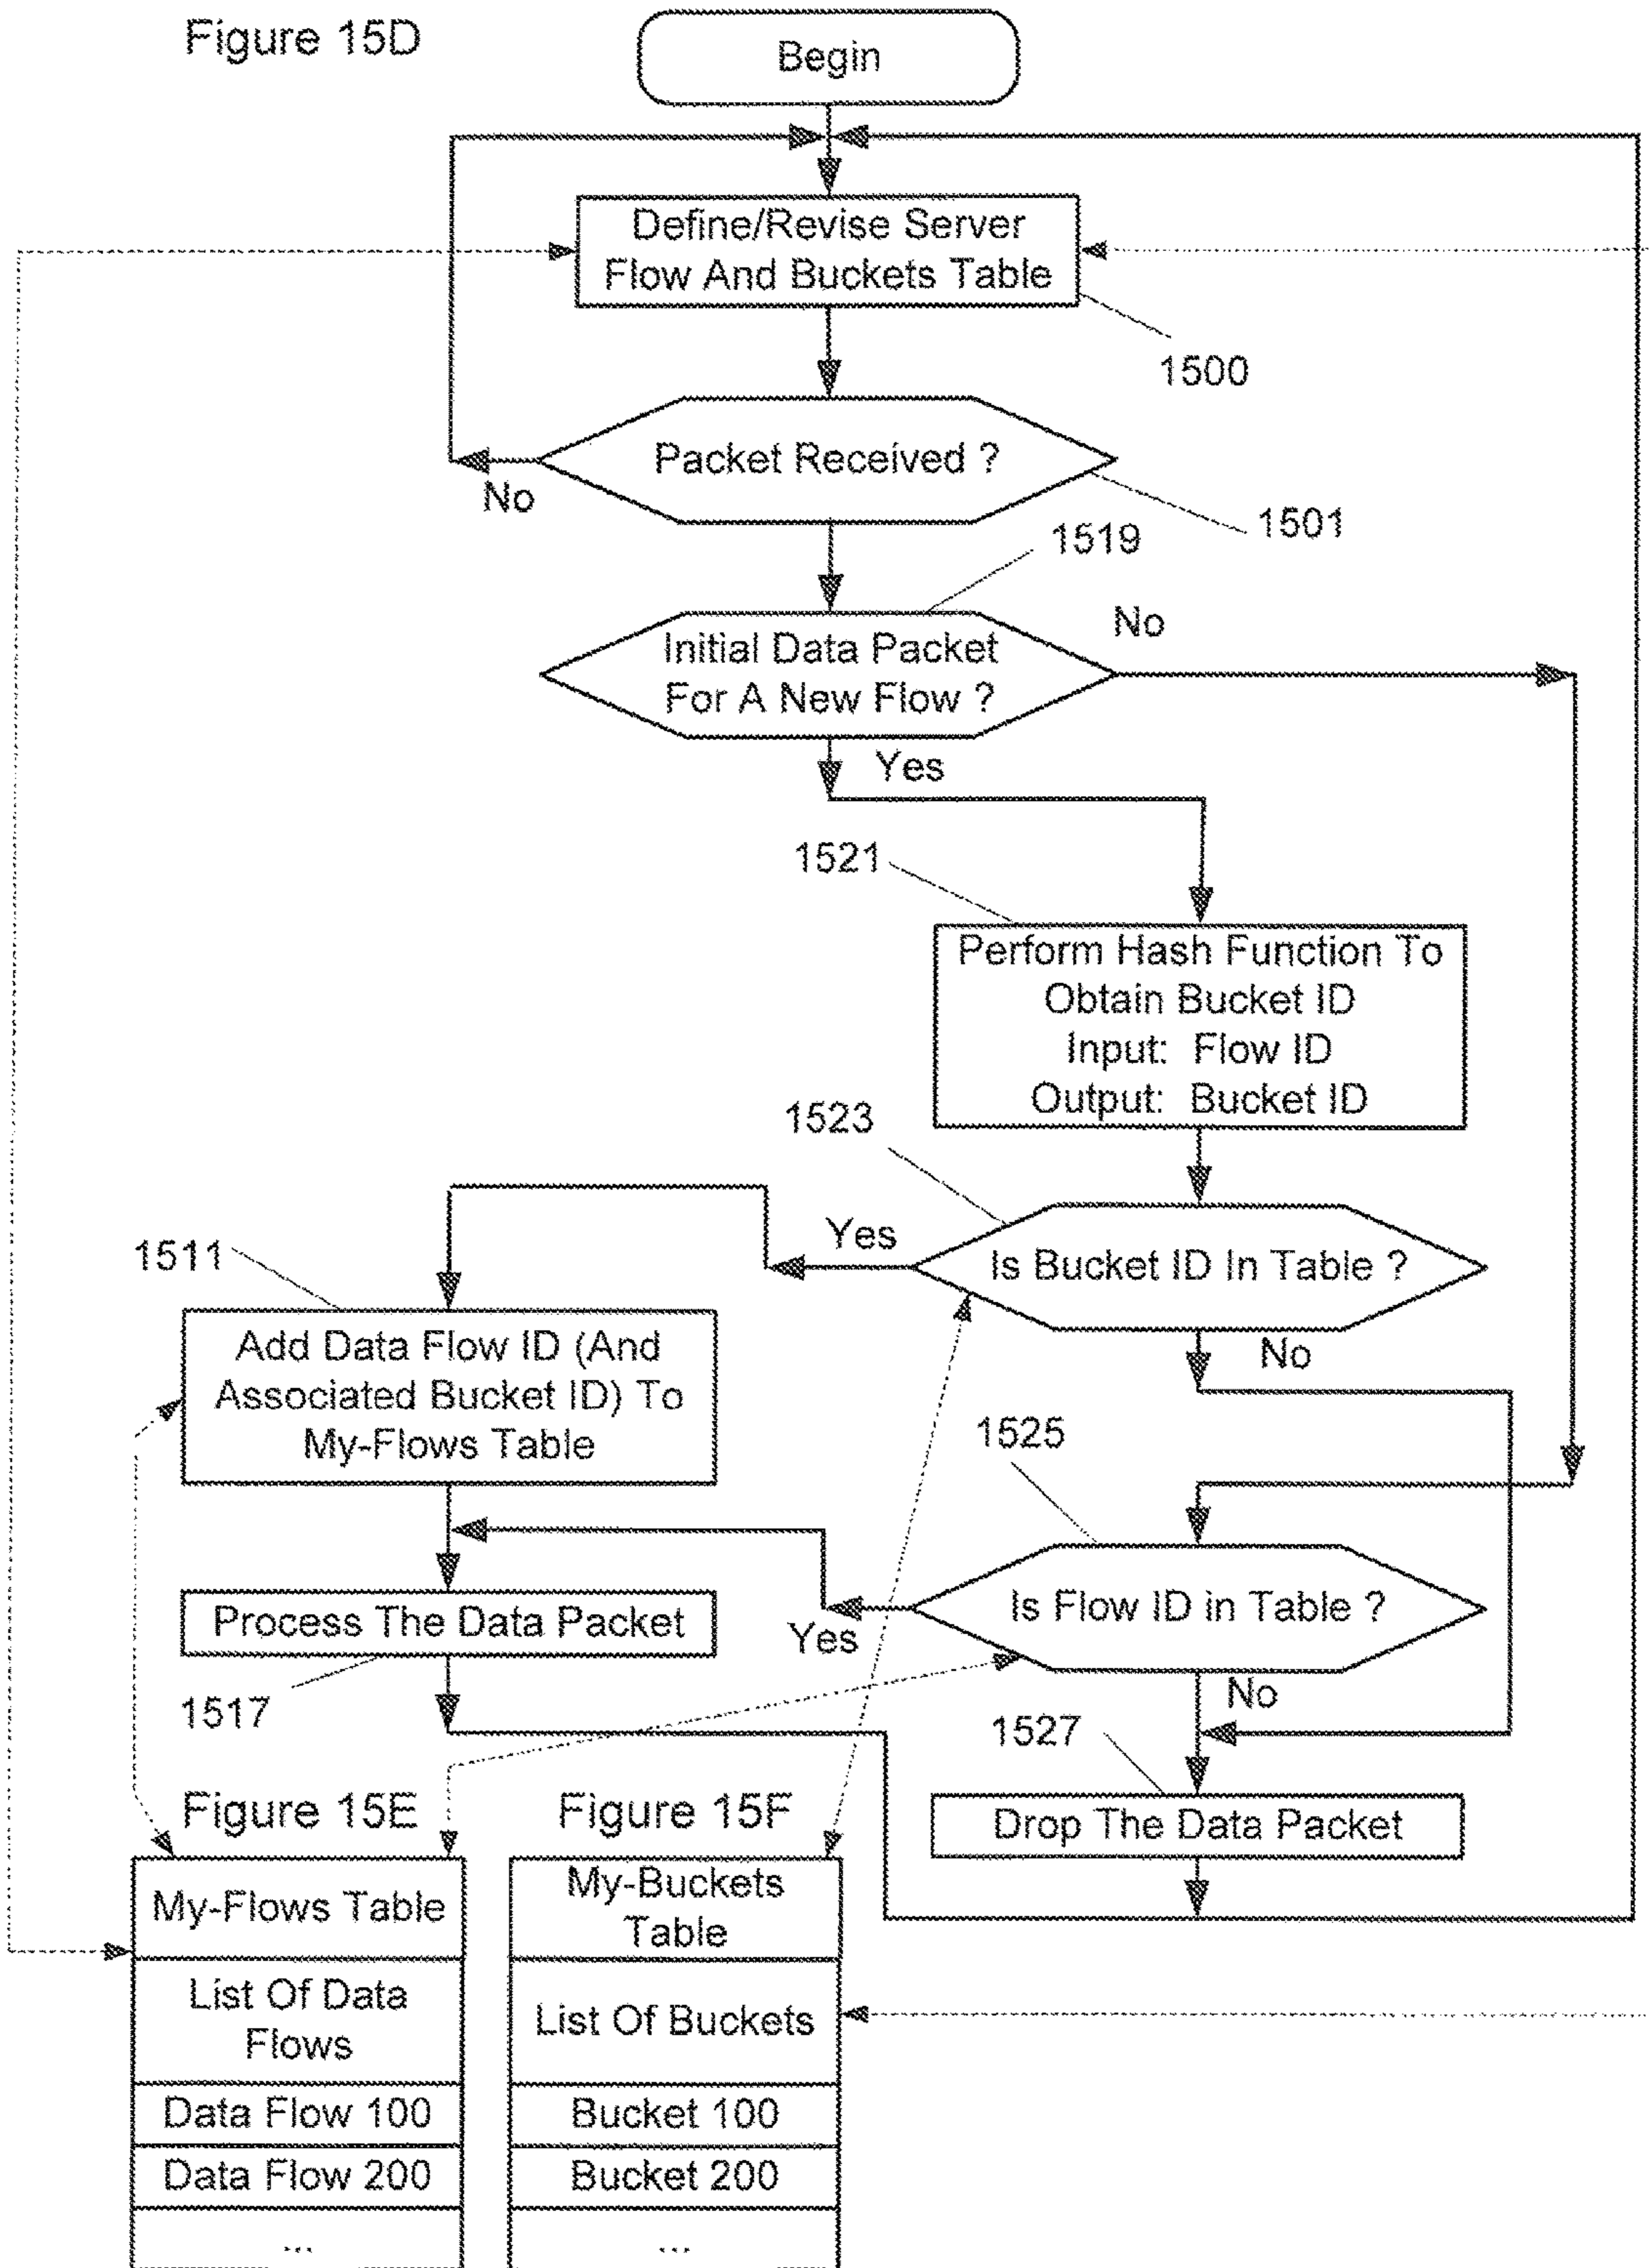 Figure 15D
Begin
Define/Revise Server
Flow And Buckets Table
1500
Packet Received ?
No
1501
1519
Initial Data Packet
For A New Flow ?
No
Yes
1521
Perform Hash Function To
Obtain Bucket ID
Input: Flow ID
Output: Bucket ID
1523
Is Bucket ID In Table ?
Yes
No
1511
Add Data Flow ID (And
Associated Bucket ID) To
My-Flows Table
1525
Is Flow ID in Table ?
Yes
No
Process The Data Packet
1517
1527
Drop The Data Packet
Figure 15E
My-Flows Table
List Of Data
Flows
Data Flow 100
Data Flow 200
...
Figure 15F
My-Buckets
Table
List Of Buckets
Bucket 100
Bucket 200
...